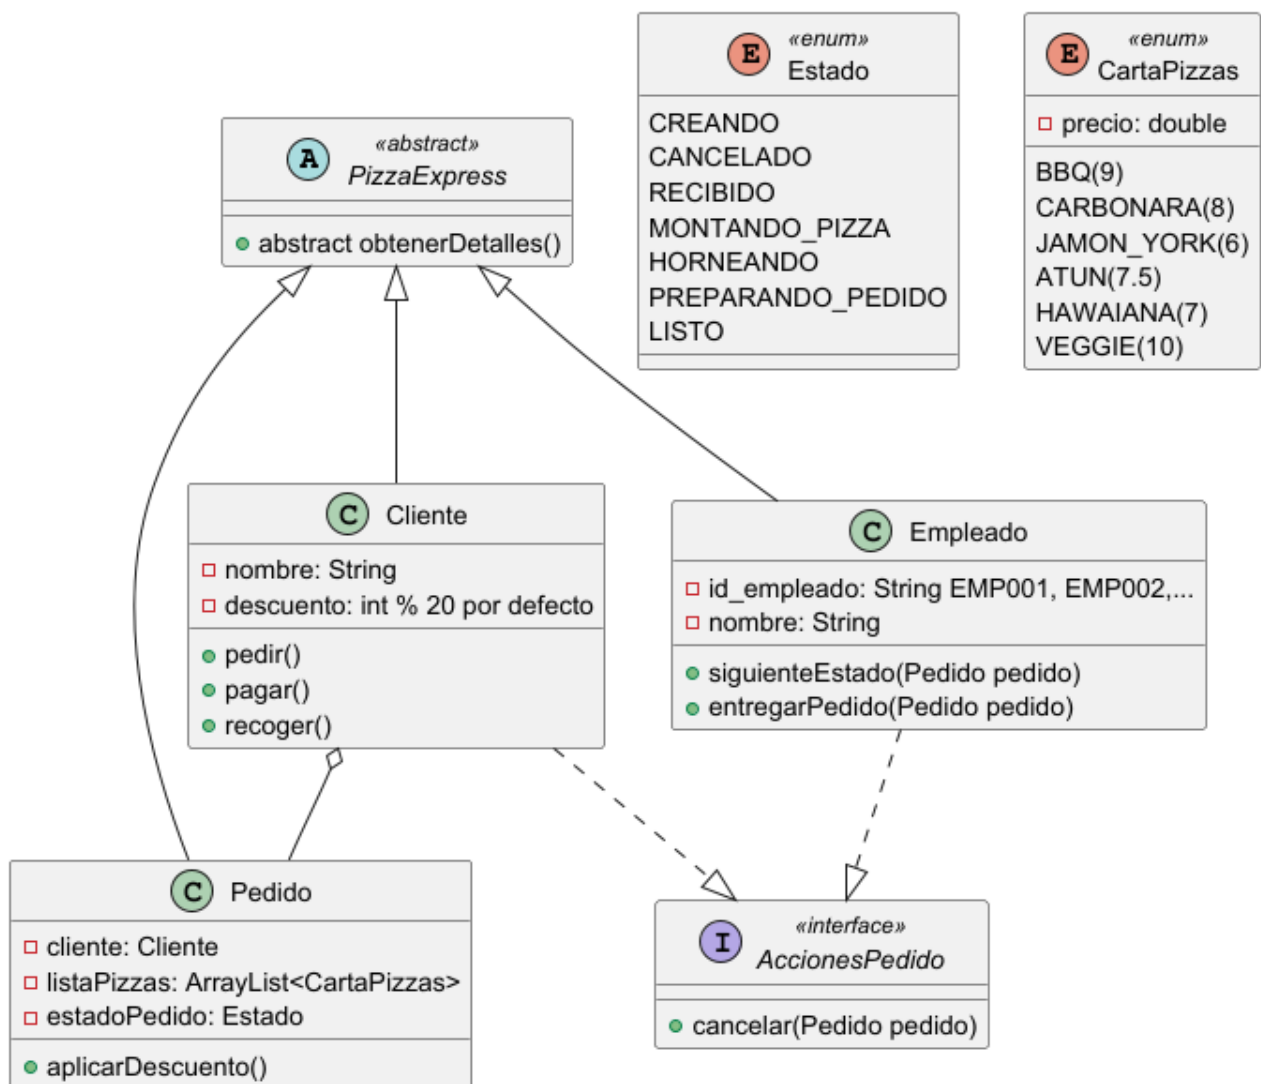 «enum»
E
Estado
CREANDO
CANCELADO
RECIBIDO
MONTANDO_PIZZA
HORNEANDO
PREPARANDO_PEDIDO
LISTO
«enum»
E
CartaPizzas
precio: double
BBQ(9)
CARBONARA(8)
JAMON_YORK(6)
ATUN(7.5)
HAWAIANA(7)
VEGGIE(10)
«abstract»
A
PizzaExpress
abstract obtenerDetalles()
C Cliente
nombre: String
descuento: int % 20 por defecto
pedir()
pagar()
recoger()
C Empleado
id_empleado: String EMP001, EMP002,...
nombre: String
siguienteEstado(Pedido pedido)
entregarPedido(Pedido pedido)
C Pedido
cliente: Cliente
listaPizzas: ArrayList<CartaPizzas>
estadoPedido: Estado
aplicarDescuento()
«interface»
I
AccionesPedido
cancelar(Pedido pedido)